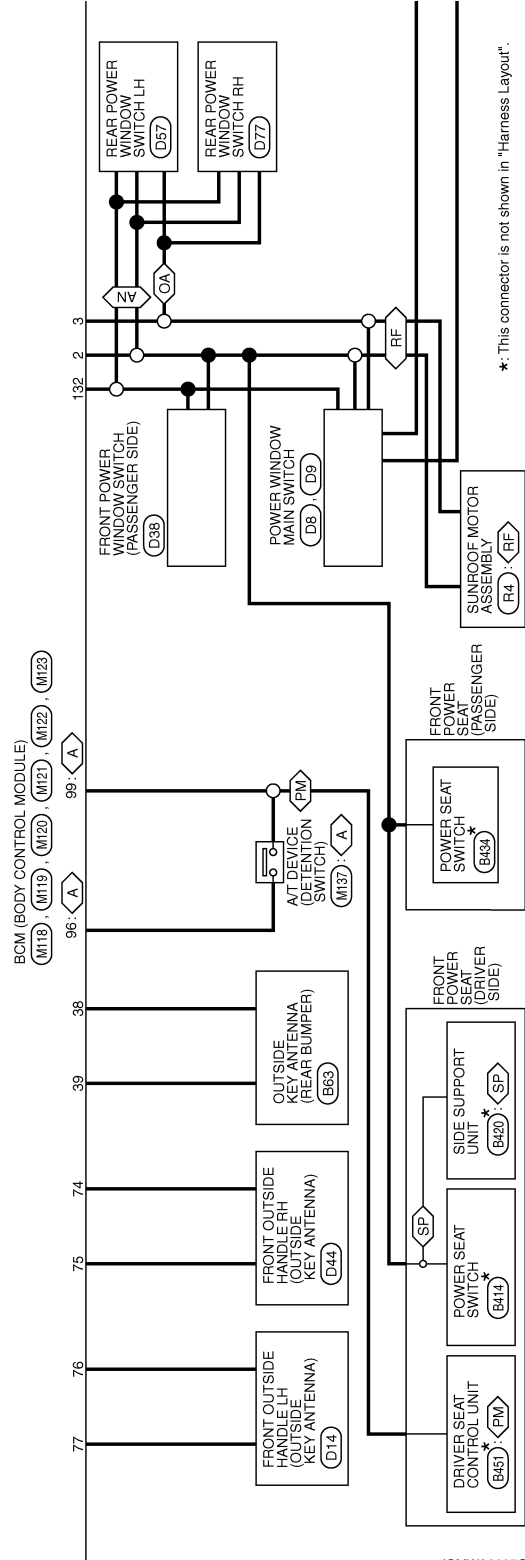 BCM (BODY CONTROL MODULE)
M118 , M119 , M120 , M121 , M122 , M123
77
76
75
74
39
38
96 : A
99 : A
132
2
3
FRONT OUTSIDE
HANDLE LH
(OUTSIDE
KEY ANTENNA)
D14
FRONT OUTSIDE
HANDLE RH
(OUTSIDE
KEY ANTENNA)
D44
OUTSIDE
KEY ANTENNA
(REAR BUMPER)
B63
A/T DEVICE
(DETENTION
SWITCH)
M137 : A
PM
FRONT POWER
WINDOW SWITCH
(PASSENGER SIDE)
D38
POWER WINDOW
MAIN SWITCH
D8 , D9
AN
OA
RF
REAR POWER
WINDOW
SWITCH LH
D57
REAR POWER
WINDOW
SWITCH RH
D77
DRIVER SEAT
CONTROL UNIT
*
B451 : PM
POWER SEAT
SWITCH
*
B414
SP
SIDE SUPPORT
UNIT
*
B420 : SP
FRONT
POWER
SEAT
(DRIVER
SIDE)
POWER SEAT
SWITCH
*
B434
FRONT
POWER
SEAT
(PASSENGER
SIDE)
SUNROOF MOTOR
ASSEMBLY
R4 : RF
*: This connector is not shown in "Harness Layout".